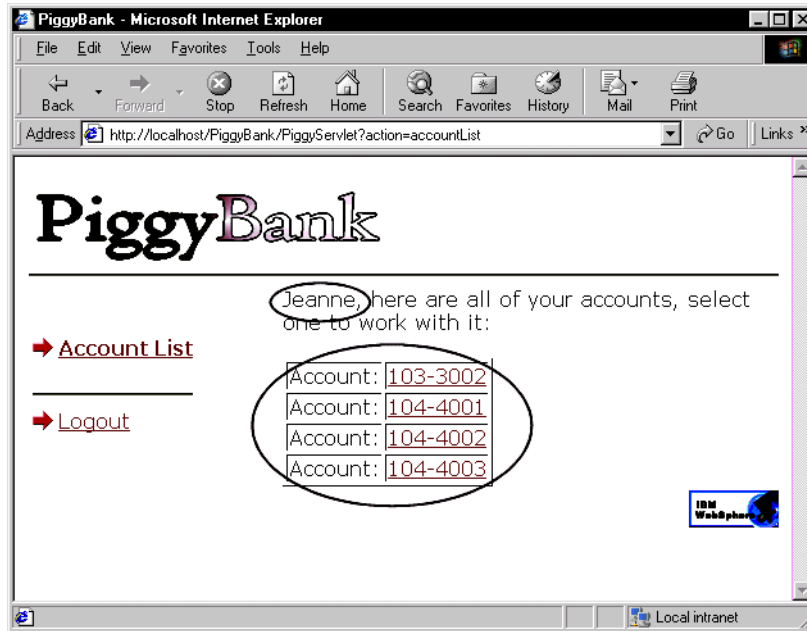 PiggyBank - Microsoft Internet Explorer
File Edit View Favorites Tools Help
Back Forward Stop Refresh Home Search Favorites History Mail Print
Address http://localhost/PiggyBank/PiggyServlet?action=accountList Go Links »
PiggyBank
Jeanne, here are all of your accounts, select
one to work with it:
Account List
Logout
Account: 103-3002
Account: 104-4001
Account: 104-4002
Account: 104-4003
IBM
WebSphere
Local intranet